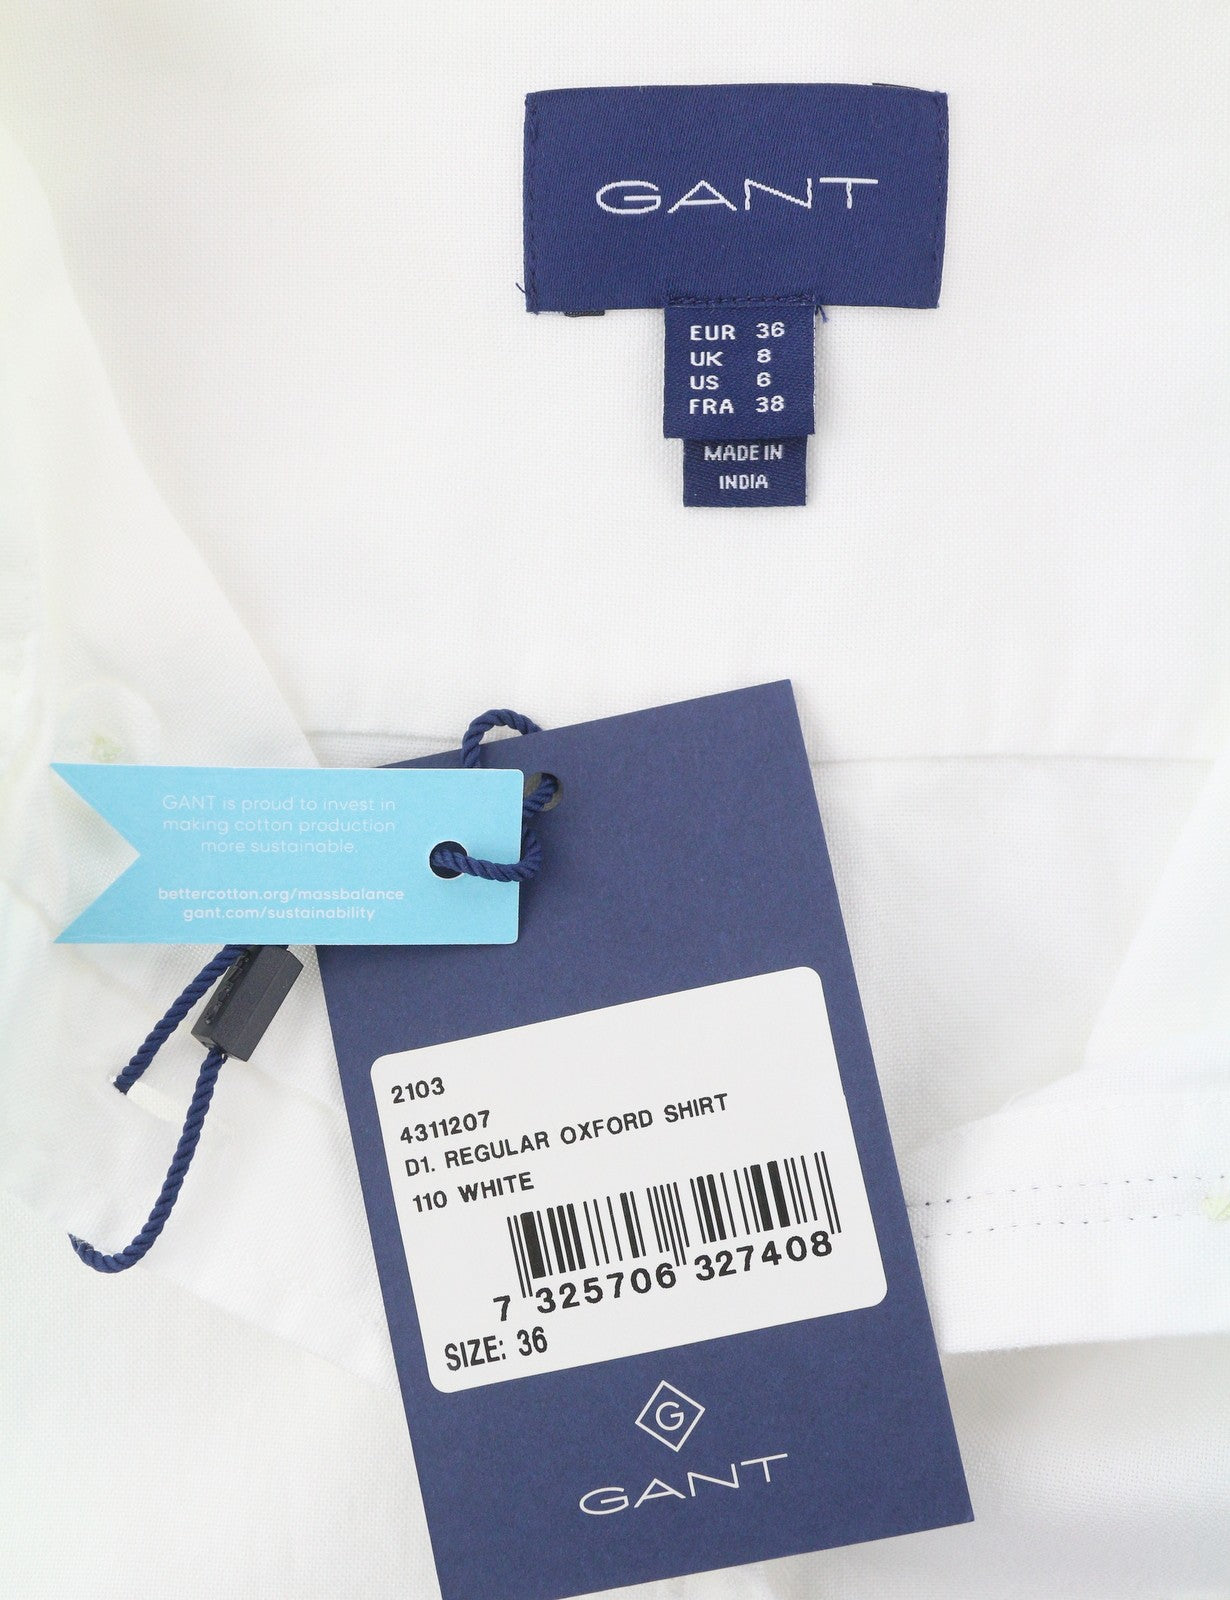 GANT
EUR 36
UK 8
US 6
FRA 38
MADE IN
INDIA
GANT is proud to invest in
making cotton production
more sustainable.
bettercotton.org/massbalance
gant.com/sustainability
2103
4311207
D1. REGULAR OXFORD SHIRT
110 WHITE
7 325706 327408
SIZE: 36
G
GANT